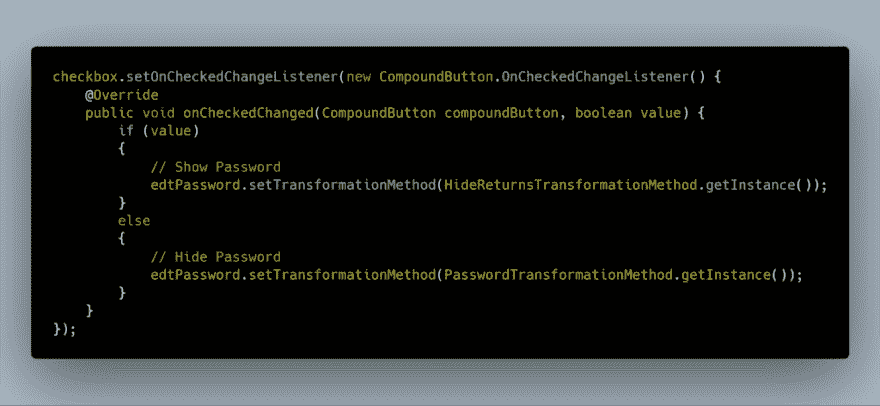 checkbox.setOnCheckedChangeListener(new CompoundButton.OnCheckedChangeListener() {
    @Override
    public void onCheckedChanged(CompoundButton compoundButton, boolean value) {
        if (value)
        {
            // Show Password
            edtPassword.setTransformationMethod(HideReturnsTransformationMethod.getInstance());
        }
        else
        {
            // Hide Password
            edtPassword.setTransformationMethod(PasswordTransformationMethod.getInstance());
        }
    }
});